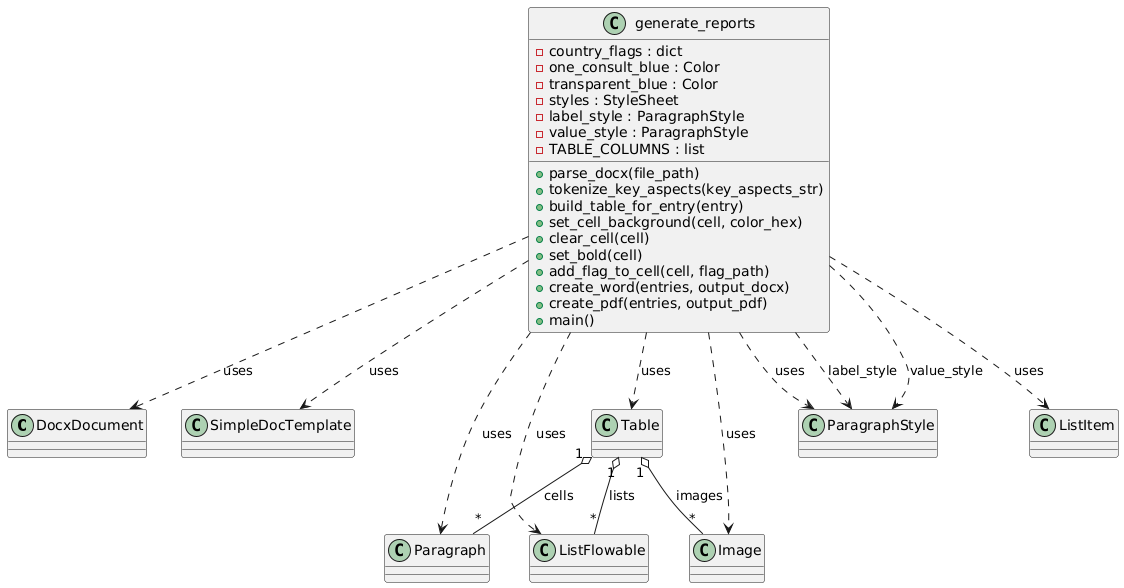 C generate_reports
country_flags : dict
one_consult_blue : Color
transparent_blue : Color
styles : StyleSheet
label_style : ParagraphStyle
value_style : ParagraphStyle
TABLE_COLUMNS : list
parse_docx(file_path)
tokenize_key_aspects(key_aspects_str)
build_table_for_entry(entry)
set_cell_background(cell, color_hex)
clear_cell(cell)
set_bold(cell)
add_flag_to_cell(cell, flag_path)
create_word(entries, output_docx)
create_pdf(entries, output_pdf)
main()
uses uses uses uses label_style value_style uses
C DocxDocument C SimpleDocTemplate C Table C ParagraphStyle C ListItem
uses uses uses
1 1 1
cells lists images
* * *
C Paragraph C ListFlowable C Image